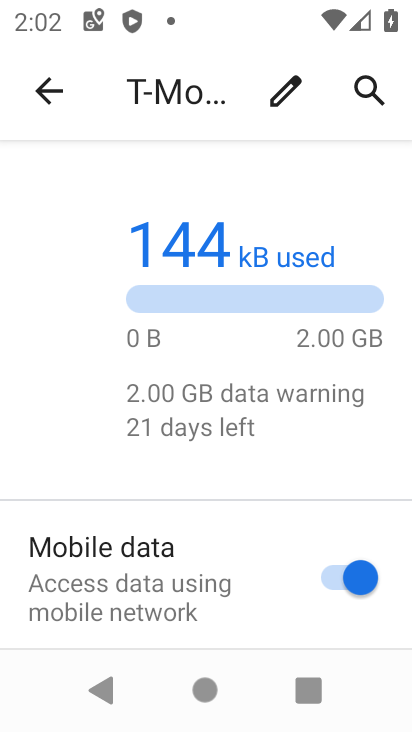 2:02
T-Mo...
144 kB used
0 B 2.00 GB
2.00 GB data warning
21 days left
Mobile data
Access data using
mobile network